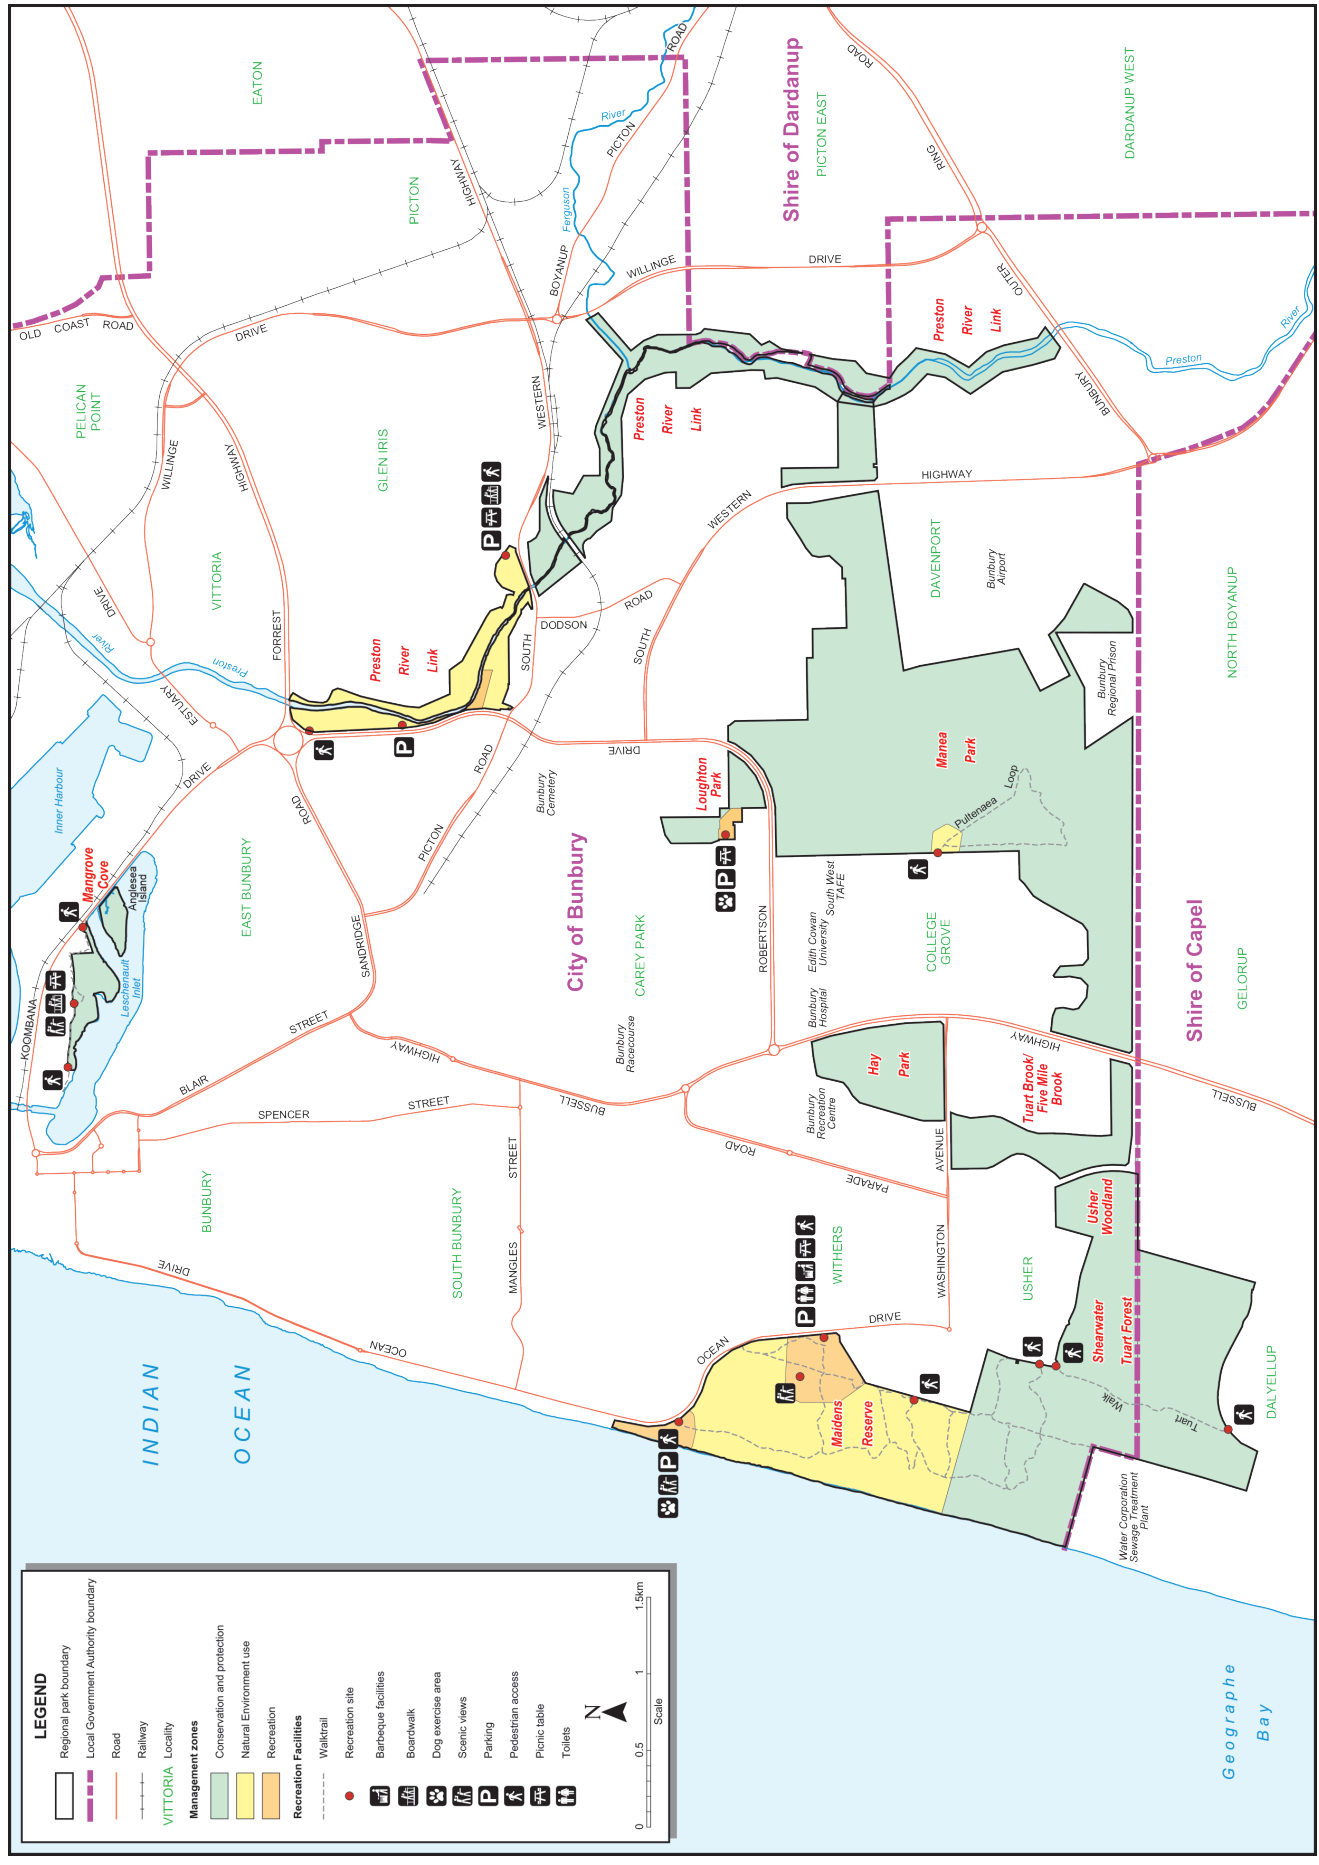 LEGEND
Regional park boundary
Local Government Authority boundary
Road
Railway
VITTORIA Locality
Management zones
Conservation and protection
Natural Environment use
Recreation
Recreation Facilities
Walktrail
Recreation site
Barbeque facilities
Boardwalk
Dog exercise area
Scenic views
P Parking
Pedestrian access
Picnic table
Toilets
N
0 0.5 1 1.5km
Scale
INDIAN
OCEAN
Geographe
Bay
EATON
PICTON
PELICAN
POINT
GLEN IRIS
VITTORIA
EAST BUNBURY
BUNBURY
SOUTH BUNBURY
CAREY PARK
WITHERS
USHER
COLLEGE
GROVE
DAVENPORT
PICTON EAST
DARDANUP WEST
NORTH BOYANUP
GELORUP
DALYELLUP
City of Bunbury
Shire of Dardanup
Shire of Capel
OLD COAST ROAD
WILLINGE
DRIVE
FORREST
HIGHWAY
ESTUARY
DRIVE
River
Preston
Inner Harbour
KOOMBANA
DRIVE
Mangrove
Cove
Anglesea
Island
Leschenault
Inlet
Preston
River
Link
P
P
SOUTH
WESTERN
HIGHWAY
Ferguson
River
BOYANUP
PICTON
ROAD
WILLINGE
DRIVE
RING
ROAD
BUNBURY
OUTER
Preston
River
Link
Preston
River
Link
Preston
River
DODSON
ROAD
SOUTH
WESTERN
HIGHWAY
SANDRIDGE
ROAD
PICTON
ROAD
Bunbury
Cemetery
DRIVE
ROBERTSON
Loughton
Park
P
Bunbury
Airport
Bunbury
Regional Prison
Manea
Park
Pultenaea
Loop
South West
TAFE
Edith Cowan
University
Bunbury
Hospital
Bunbury
Racecourse
BLAIR
STREET
SPENCER
STREET
HIGHWAY
BUSSELL
MANGLES
STREET
OCEAN
DRIVE
PARADE
ROAD
Bunbury
Recreation
Centre
Hay
Park
WASHINGTON
AVENUE
HIGHWAY
BUSSELL
Tuart Brook/
Five Mile
Brook
Usher
Woodland
Shearwater
Tuart Forest
OCEAN
DRIVE
P
P
Maidens
Reserve
Tuart
Walk
Water Corporation
Sewage Treatment
Plant